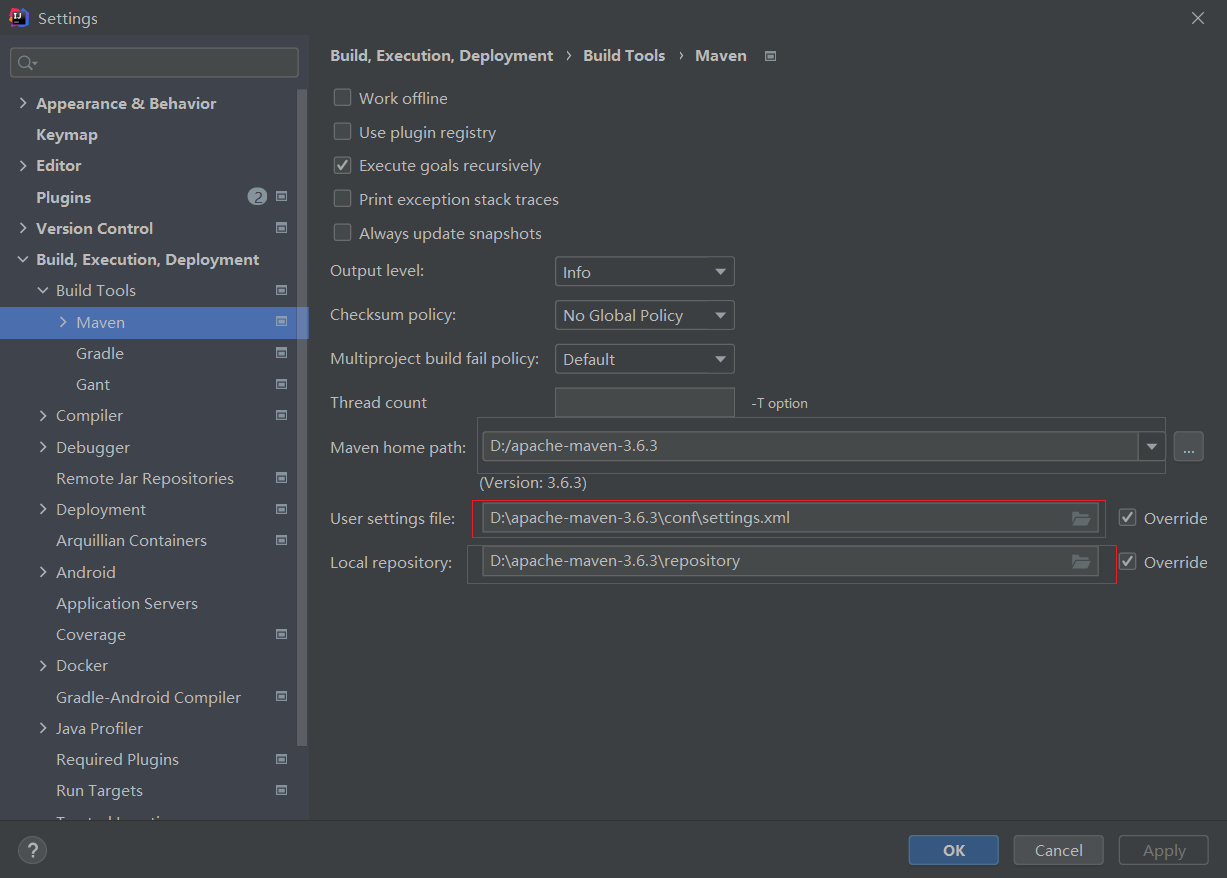 Settings
Appearance & Behavior
Keymap
Editor
Plugins 2
Version Control
Build, Execution, Deployment
Build Tools
Maven
Gradle
Gant
Compiler
Debugger
Remote Jar Repositories
Deployment
Arquillian Containers
Android
Application Servers
Coverage
Docker
Gradle-Android Compiler
Java Profiler
Required Plugins
Run Targets
Build, Execution, Deployment › Build Tools › Maven
Work offline
Use plugin registry
Execute goals recursively
Print exception stack traces
Always update snapshots
Output level: Info
Checksum policy: No Global Policy
Multiproject build fail policy: Default
Thread count -T option
Maven home path: D:/apache-maven-3.6.3 ...
(Version: 3.6.3)
User settings file: D:\apache-maven-3.6.3\conf\settings.xml Override
Local repository: D:\apache-maven-3.6.3\repository Override
? OK Cancel Apply